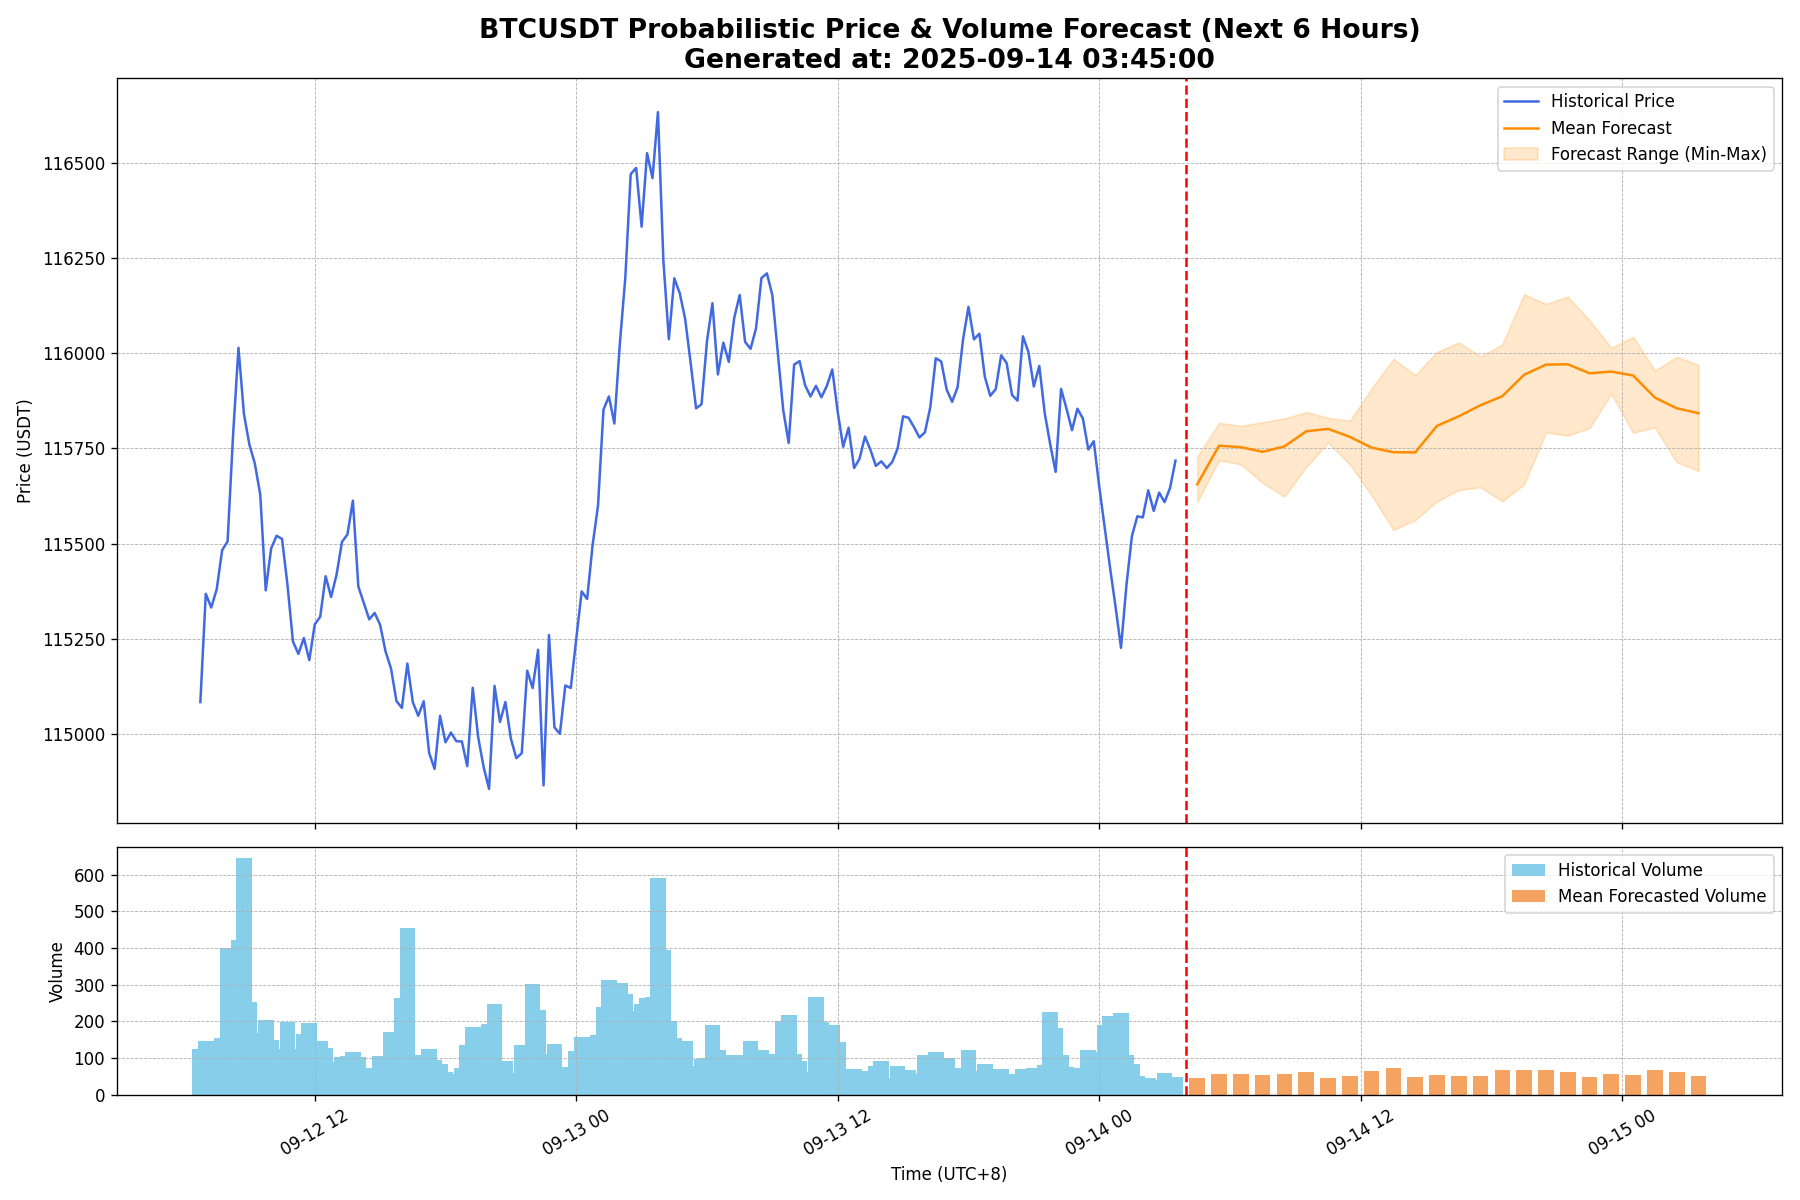 BTCUSDT Probabilistic Price & Volume Forecast (Next 6 Hours)
Generated at: 2025-09-14 03:45:00
Historical Price
Mean Forecast
Forecast Range (Min-Max)
Price (USDT)
116500
116250
116000
115750
115500
115250
115000
Historical Volume
Mean Forecasted Volume
Volume
600
500
400
300
200
100
0
09-12 12
09-13 00
09-13 12
09-14 00
09-14 12
09-15 00
Time (UTC+8)